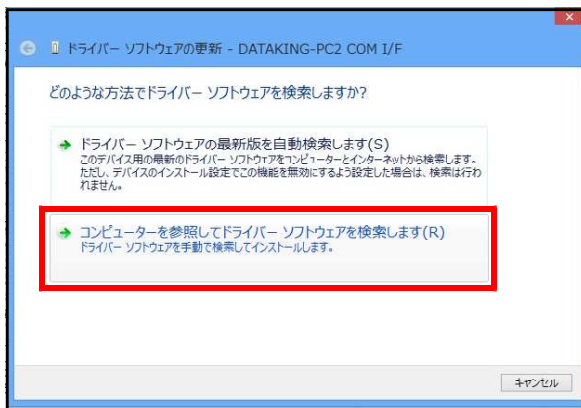 ドライバー ソフトウェアの更新 - DATAKING-PC2 COM I/F
どのような方法でドライバー ソフトウェアを検索しますか?
ドライバー ソフトウェアの最新版を自動検索します(S)
このデバイス用の最新のドライバー ソフトウェアをコンピューターとインターネットから検索します。
ただし、デバイスのインストール設定でこの機能を無効にするよう設定した場合は、検索は行わ
れません。
コンピューターを参照してドライバー ソフトウェアを検索します(R)
ドライバー ソフトウェアを手動で検索してインストールします。
キャンセル